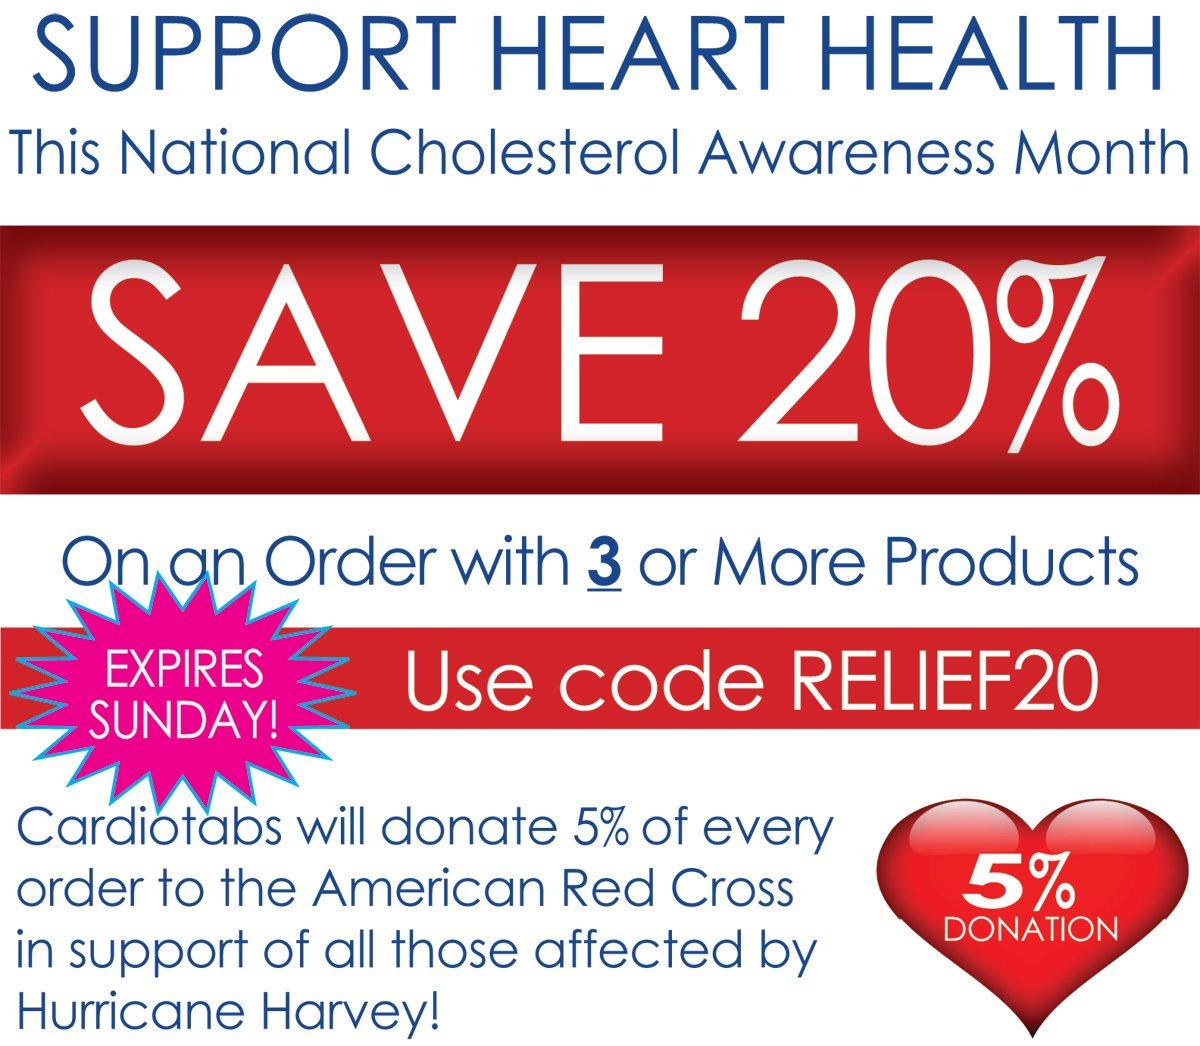 SUPPORT HEART HEALTH
This National Cholesterol Awareness Month
SAVE 20%
On an Order with 3 or More Products
EXPIRES
SUNDAY!
Use code RELIEF20
Cardiotabs will donate 5% of every
order to the American Red Cross
in support of all those affected by
Hurricane Harvey!
5%
DONATION